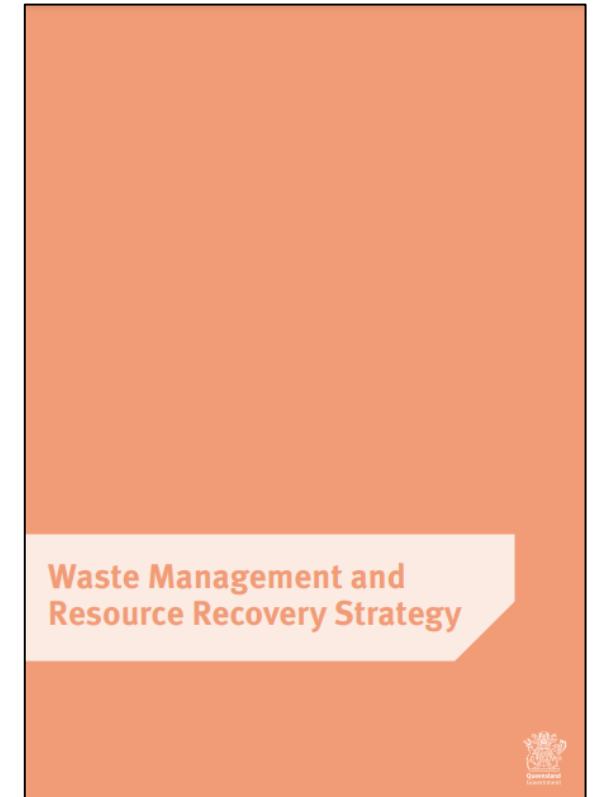 Waste Management and
Resource Recovery Strategy
Queensland
Government